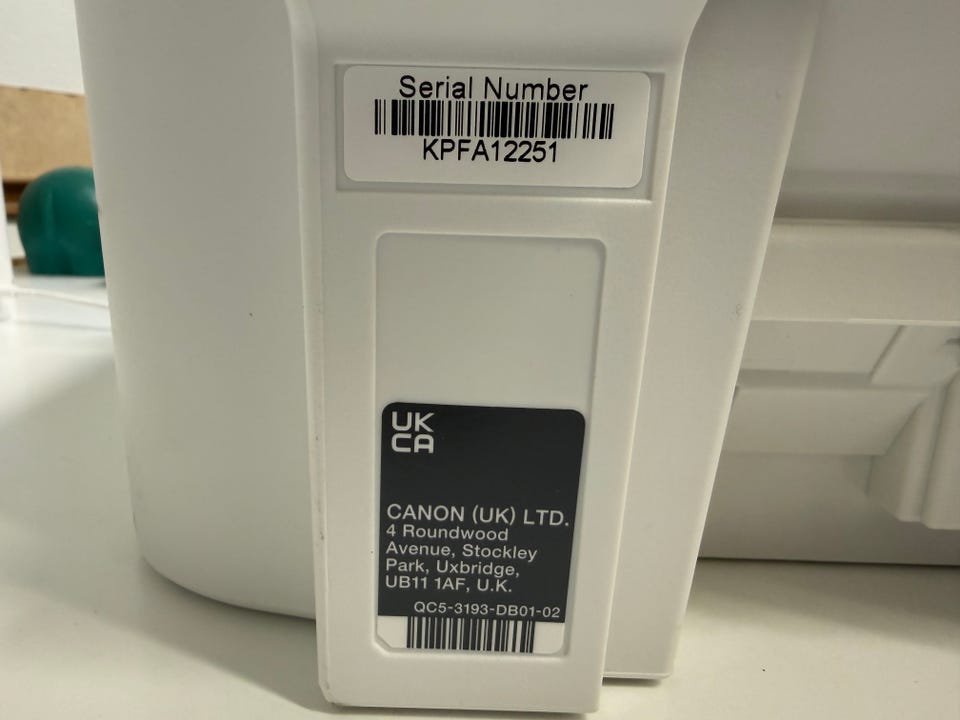 Serial Number
KPFA12251
UK
CA
CANON (UK) LTD.
4 Roundwood
Avenue, Stockley
Park, Uxbridge,
UB11 1AF, U.K.
QC5-3193-DB01-02